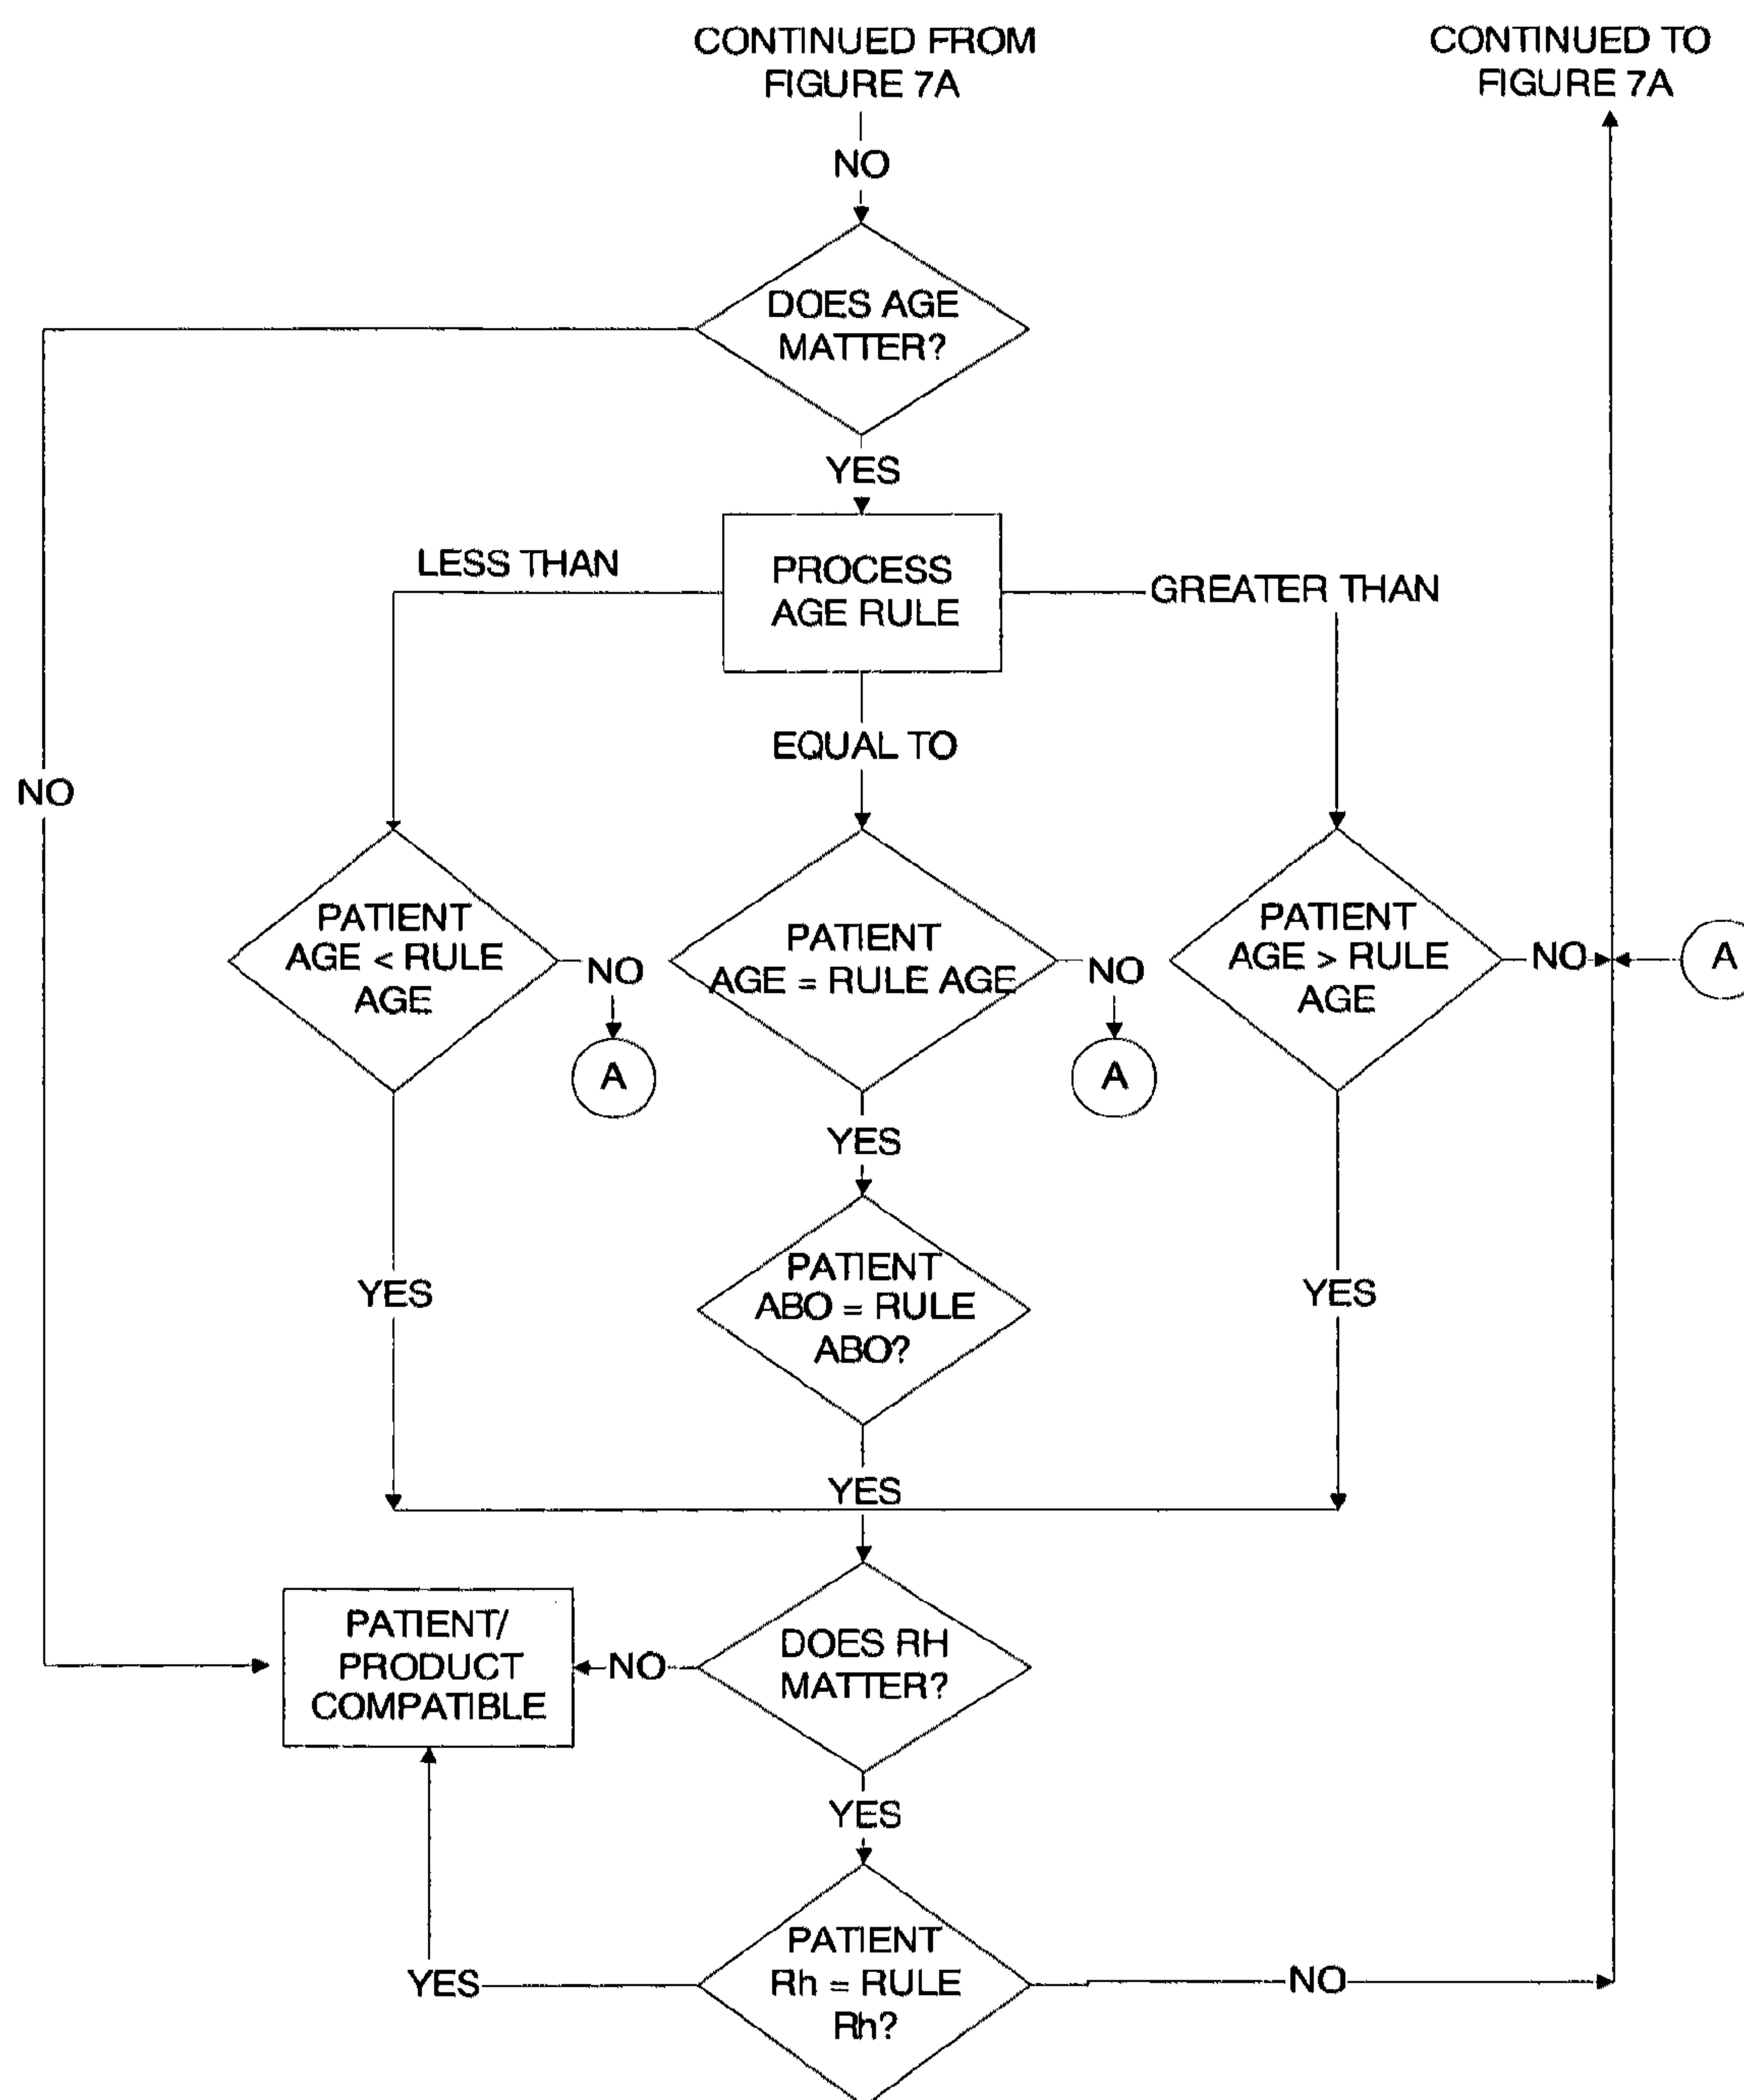 CONTINUED FROM
FIGURE 7A
CONTINUED TO
FIGURE 7A
NO
DOES AGE
MATTER?
YES
LESS THAN
PROCESS
AGE RULE
GREATER THAN
EQUAL TO
NO
PATIENT
AGE < RULE
AGE
NO
A
PATIENT
AGE = RULE AGE
NO
A
PATIENT
AGE > RULE
AGE
NO
A
YES
PATIENT
ABO = RULE
ABO?
YES
YES
YES
PATIENT/
PRODUCT
COMPATIBLE
NO
DOES RH
MATTER?
YES
PATIENT
Rh = RULE
Rh?
YES
NO